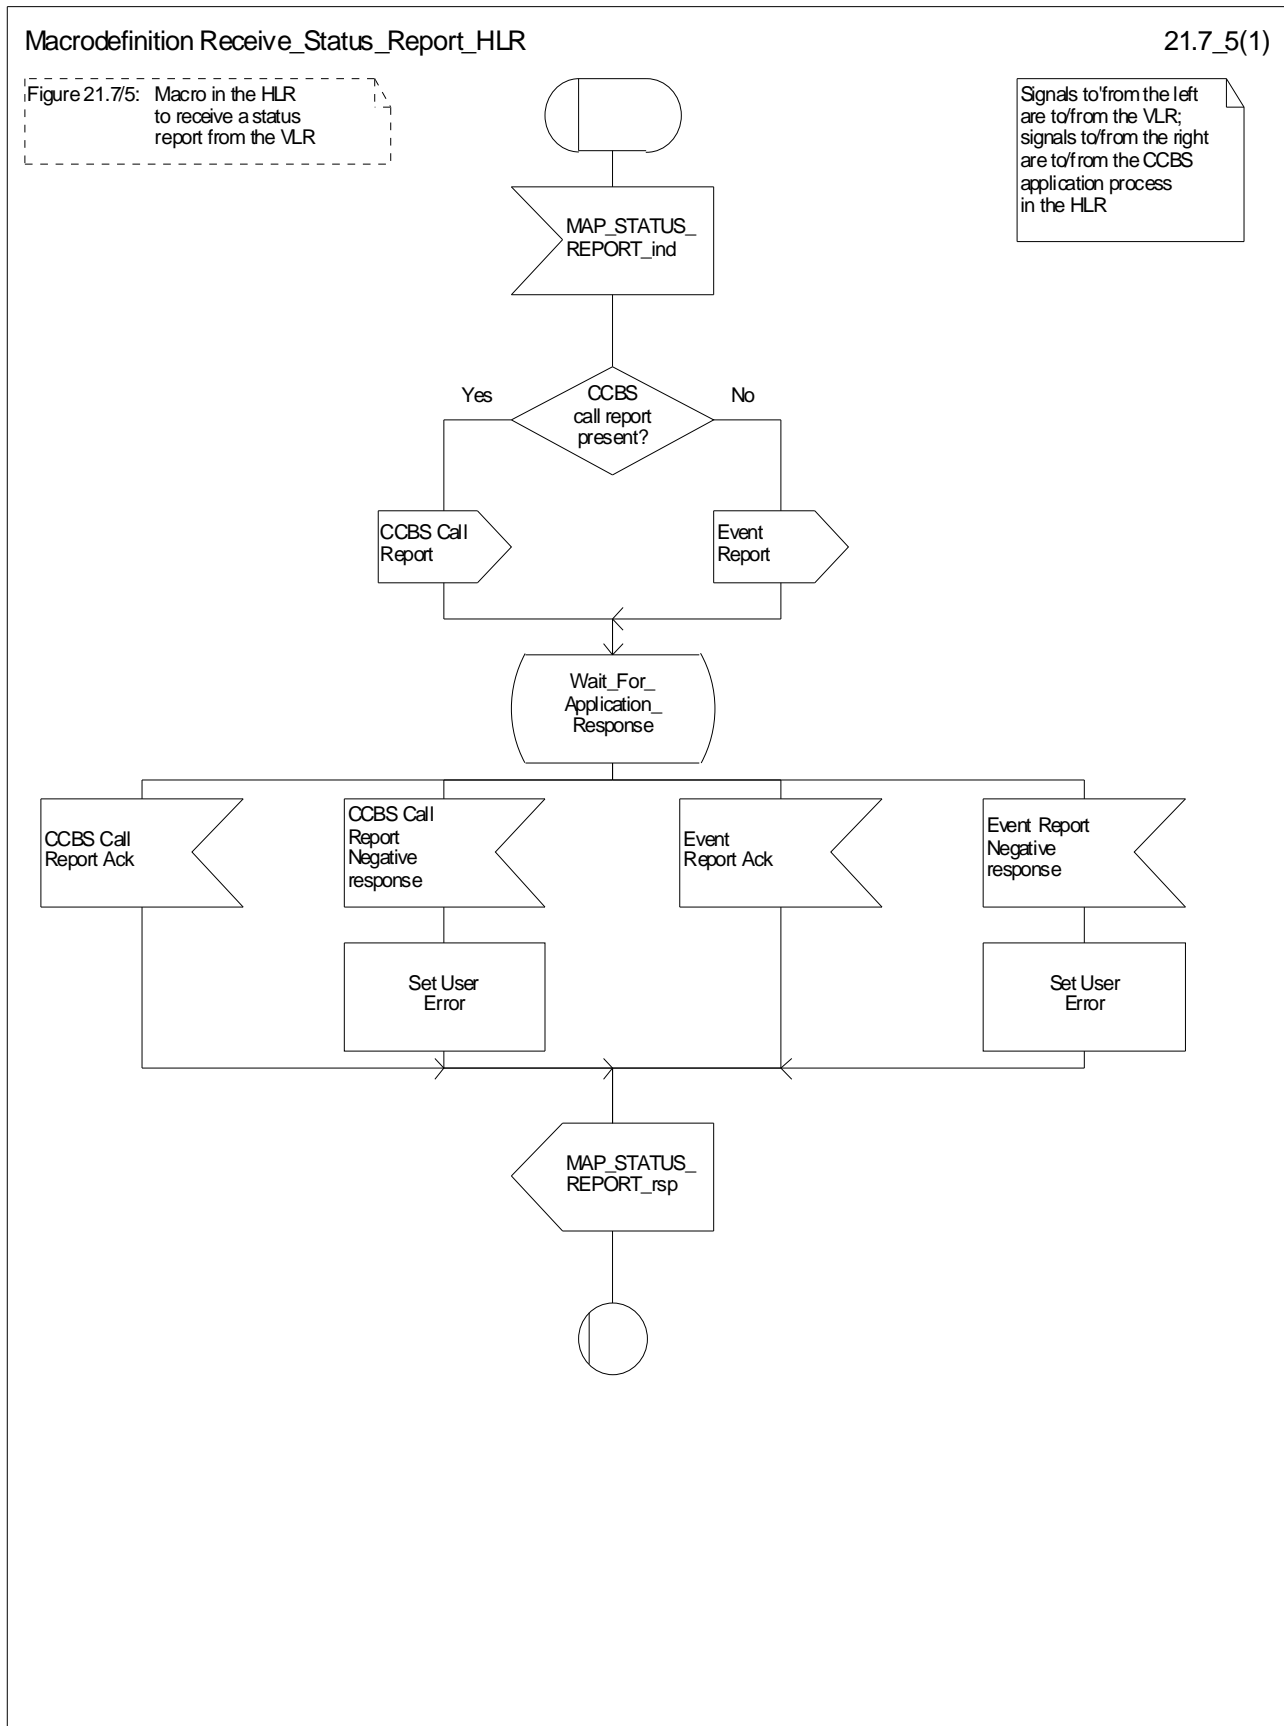 Macrodefinition Receive_Status_Report_HLR
21.7_5(1)
Figure 21.7/5: Macro in the HLR
to receive a status
report from the VLR
Signals to'from the left
are to/from the VLR;
signals to/from the right
are to/from the CCBS
application process
in the HLR
MAP_STATUS_
REPORT_ind
Yes
CCBS
call report
present?
No
CCBS Call
Report
Event
Report
Wait_For_
Application_
Response
CCBS Call
Report Ack
CCBS Call
Report
Negative
response
Event
Report Ack
Event Report
Negative
response
Set User
Error
Set User
Error
MAP_STATUS_
REPORT_rsp